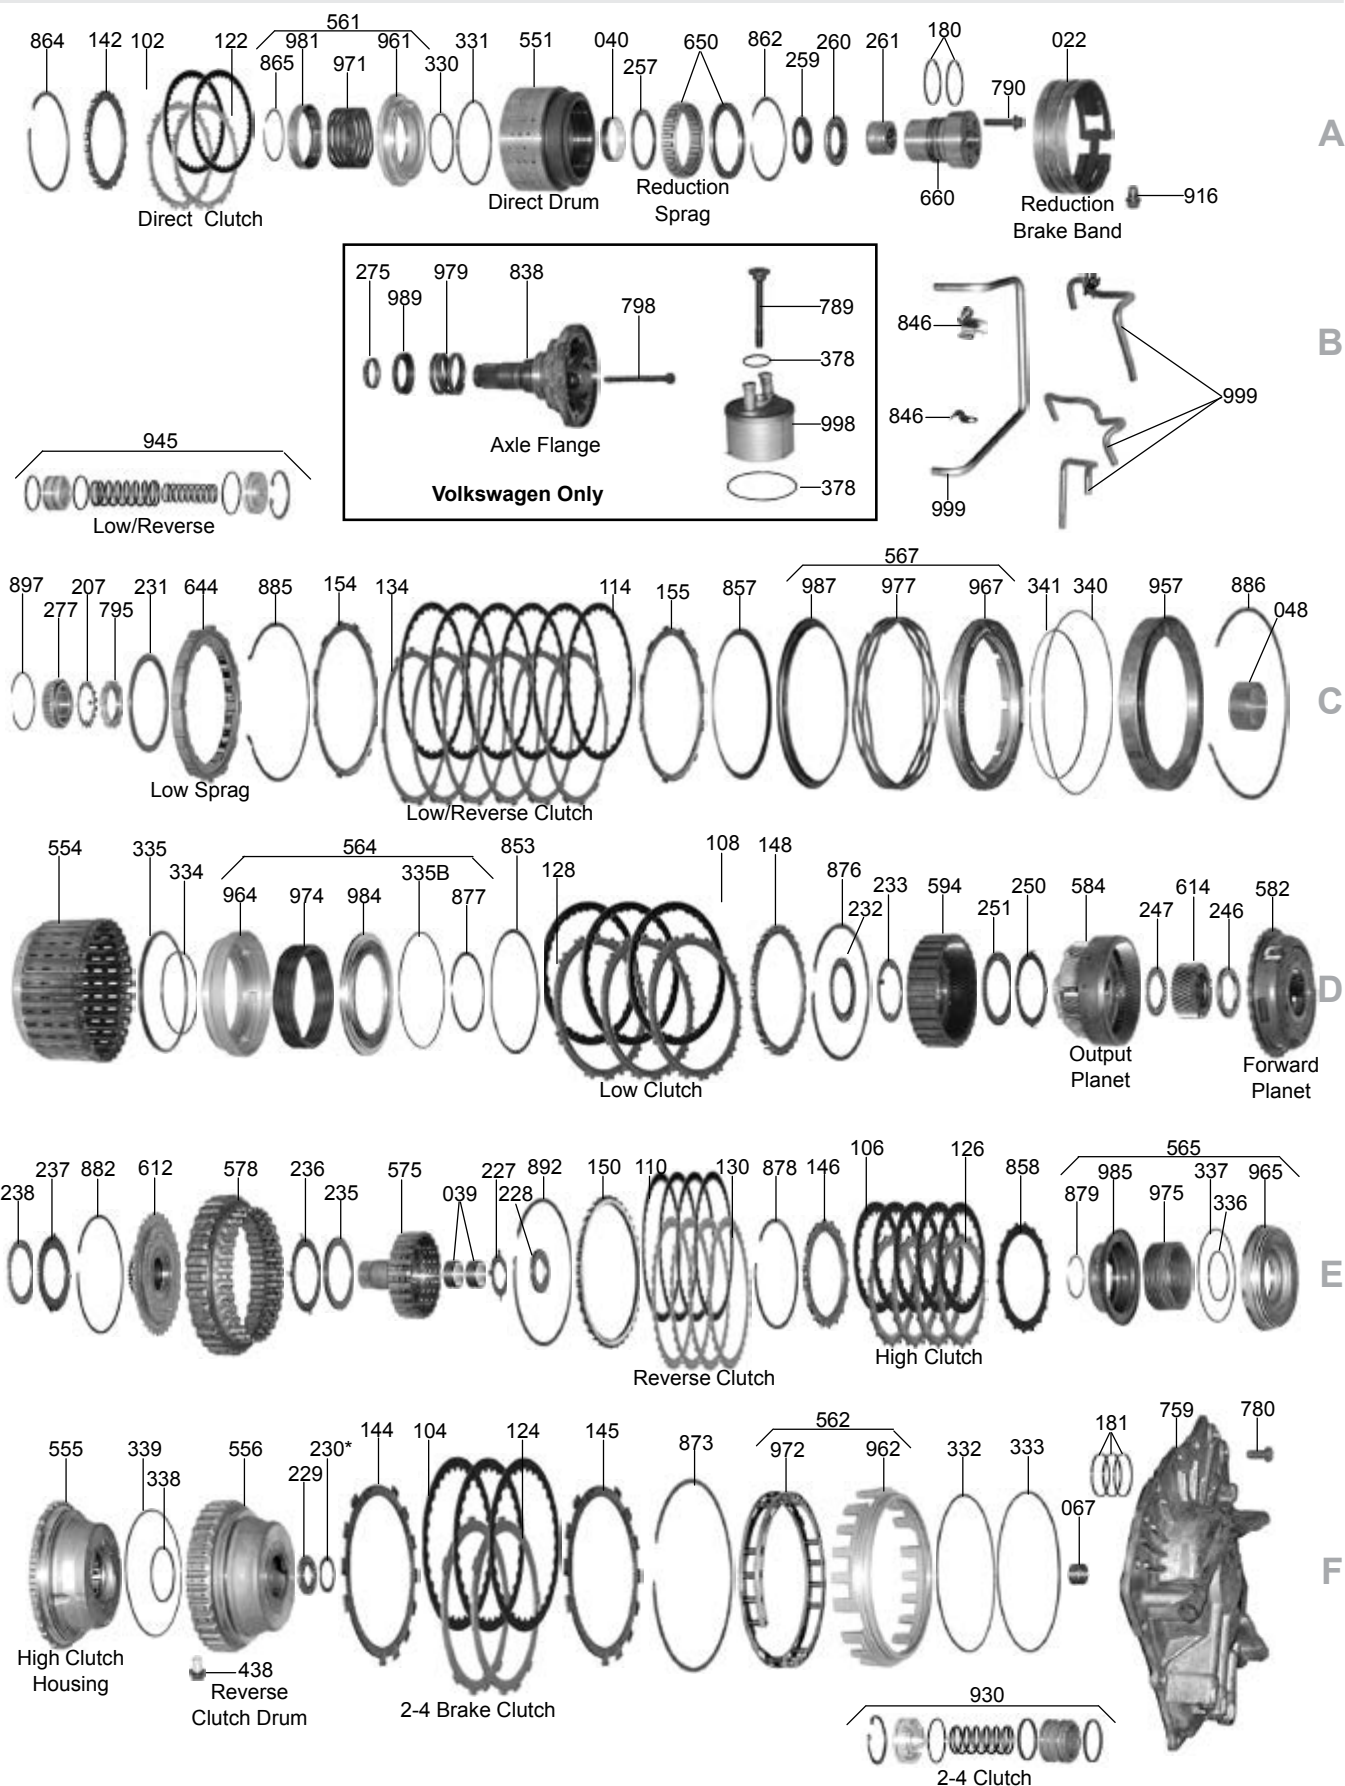 561
864 142 102 122 981 961 331 551 040 650 862 260 261 180 022
865 971 330 257 259 790
A
Direct Clutch
Direct Drum
Reduction
Sprag
660
Reduction
Brake Band
916
275 979 838
989
798
789
378
998
378
Axle Flange
Volkswagen Only
846
846
999
999
B
945
Low/Reverse
567
897 207 231 644 885 154 134 114 155 857 987 977 967 341 340 957 886
277 795 048
C
Low Sprag
Low/Reverse Clutch
554 335 564 853 108 148
334 335B 128 876 233 594 250 584 614 582
964 974 984 877 232 251 247 246
D
Low Clutch
Output
Planet
Forward
Planet
237 882 612 578 236 575 227 892 150 110 130 878 146 106 126 858 565
238 235 039 228 985 337 965
879 975 336
E
Reverse Clutch
High Clutch
555 339 556 230* 144 104 124 145 873 562 332 333 181 759 780
338 229 972 962
067
F
High Clutch
Housing
438
Reverse
Clutch Drum
2-4 Brake Clutch
930
2-4 Clutch